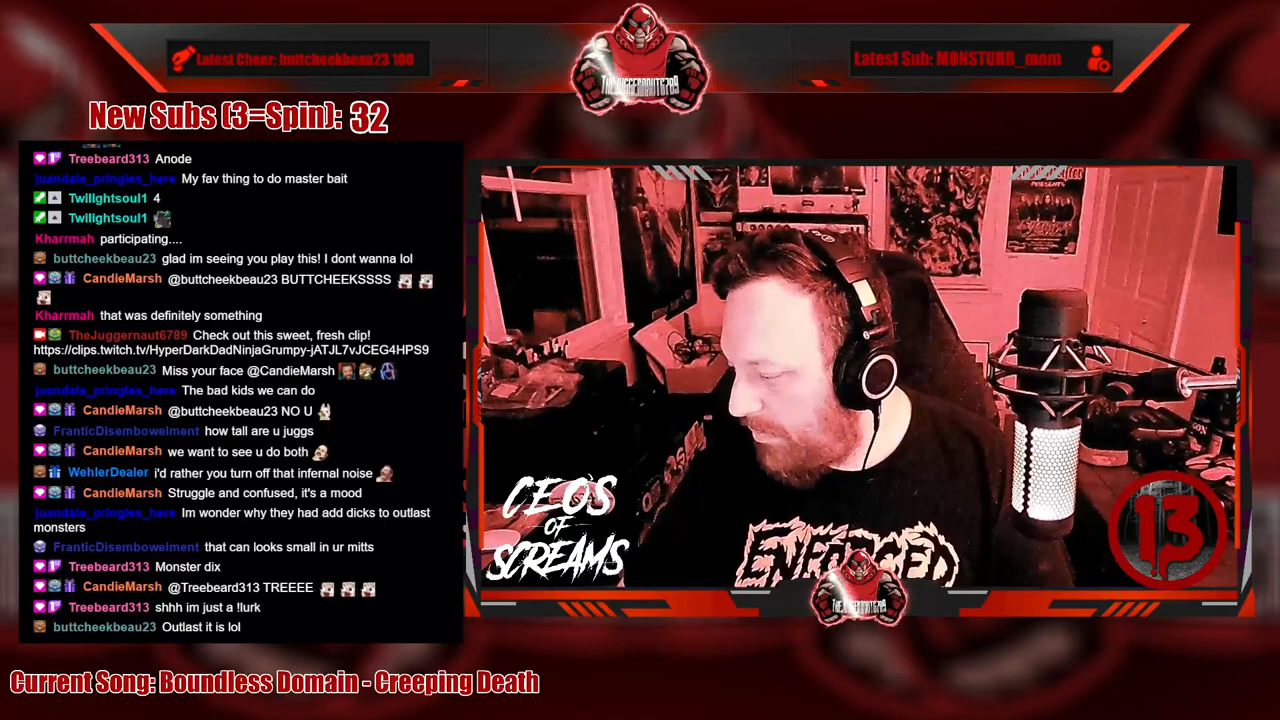 Latest Cheer: buttcheekbeau23 100
THEJUGGERNAUT6789
Latest Sub: MONSTURR_mom
New Subs (3=Spin): 32
Treebeard313 Anode
juandale_pringles_here My fav thing to do master bait
Twilightsoul1 4
Twilightsoul1
Kharrmah participating....
buttcheekbeau23 glad im seeing you play this! I dont wanna lol
CandieMarsh @buttcheekbeau23 BUTTCHEEKSSSS
Kharrmah that was definitely something
TheJuggernaut6789 Check out this sweet, fresh clip!
https://clips.twitch.tv/HyperDarkDadNinjaGrumpy-jATJL7vJCEG4HPS9
buttcheekbeau23 Miss your face @CandieMarsh
juandale_pringles_here The bad kids we can do
CandieMarsh @buttcheekbeau23 NO U
FranticDisembowelment how tall are u juggs
CandieMarsh we want to see u do both
WehlerDealer i'd rather you turn off that infernal noise
CandieMarsh Struggle and confused, it's a mood
juandale_pringles_here Im wonder why they had add dicks to outlast
monsters
FranticDisembowelment that can looks small in ur mitts
Treebeard313 Monster dix
CandieMarsh @Treebeard313 TREEEE
Treebeard313 shhh im just a !lurk
buttcheekbeau23 Outlast it is lol
CEO'S
OF
SCREAMS
ENFORCED
13
THEJUGGERNAUT6789
Current Song: Boundless Domain - Creeping Death